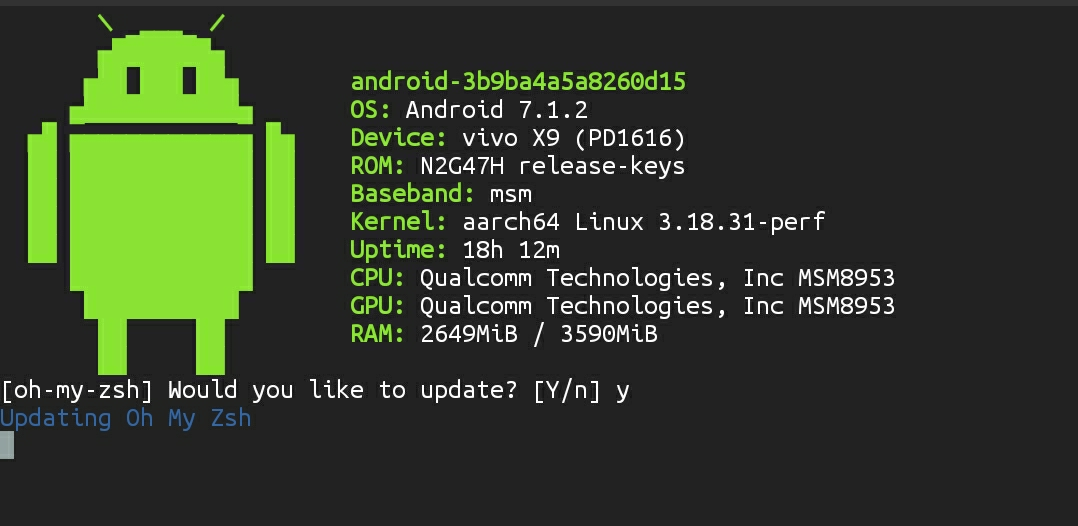 android-3b9ba4a5a8260d15
OS: Android 7.1.2
Device: vivo X9 (PD1616)
ROM: N2G47H release-keys
Baseband: msm
Kernel: aarch64 Linux 3.18.31-perf
Uptime: 18h 12m
CPU: Qualcomm Technologies, Inc MSM8953
GPU: Qualcomm Technologies, Inc MSM8953
RAM: 2649MiB / 3590MiB
[oh-my-zsh] Would you like to update? [Y/n] y
Updating Oh My Zsh